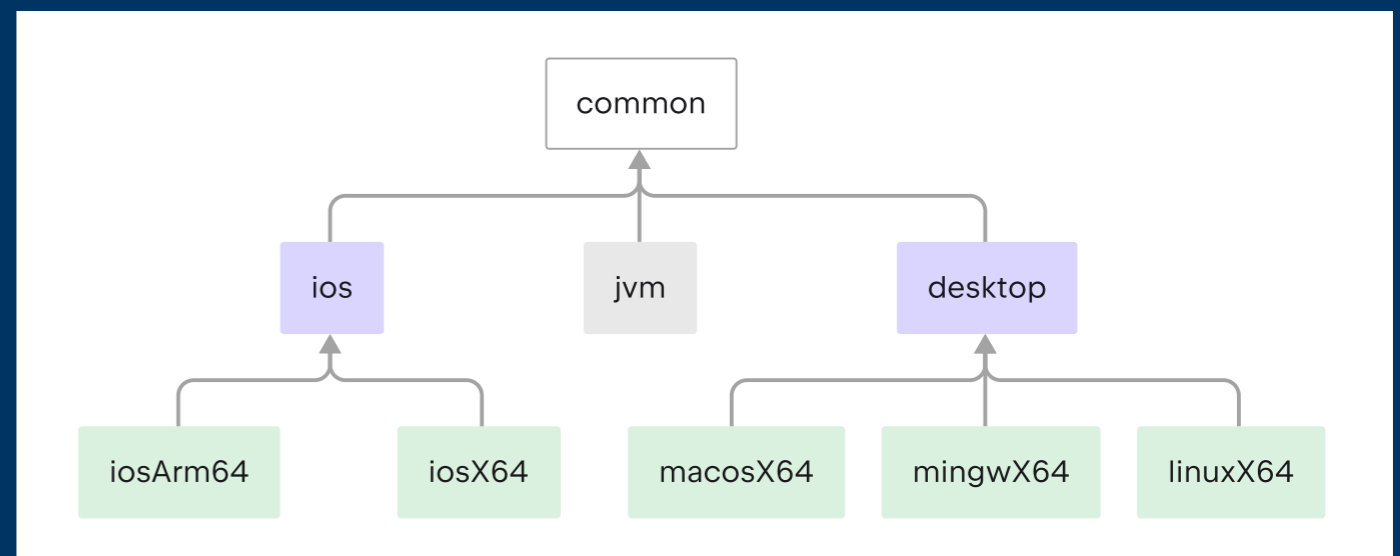 common
ios
jvm
desktop
iosArm64
iosX64
macosX64
mingwX64
linuxX64